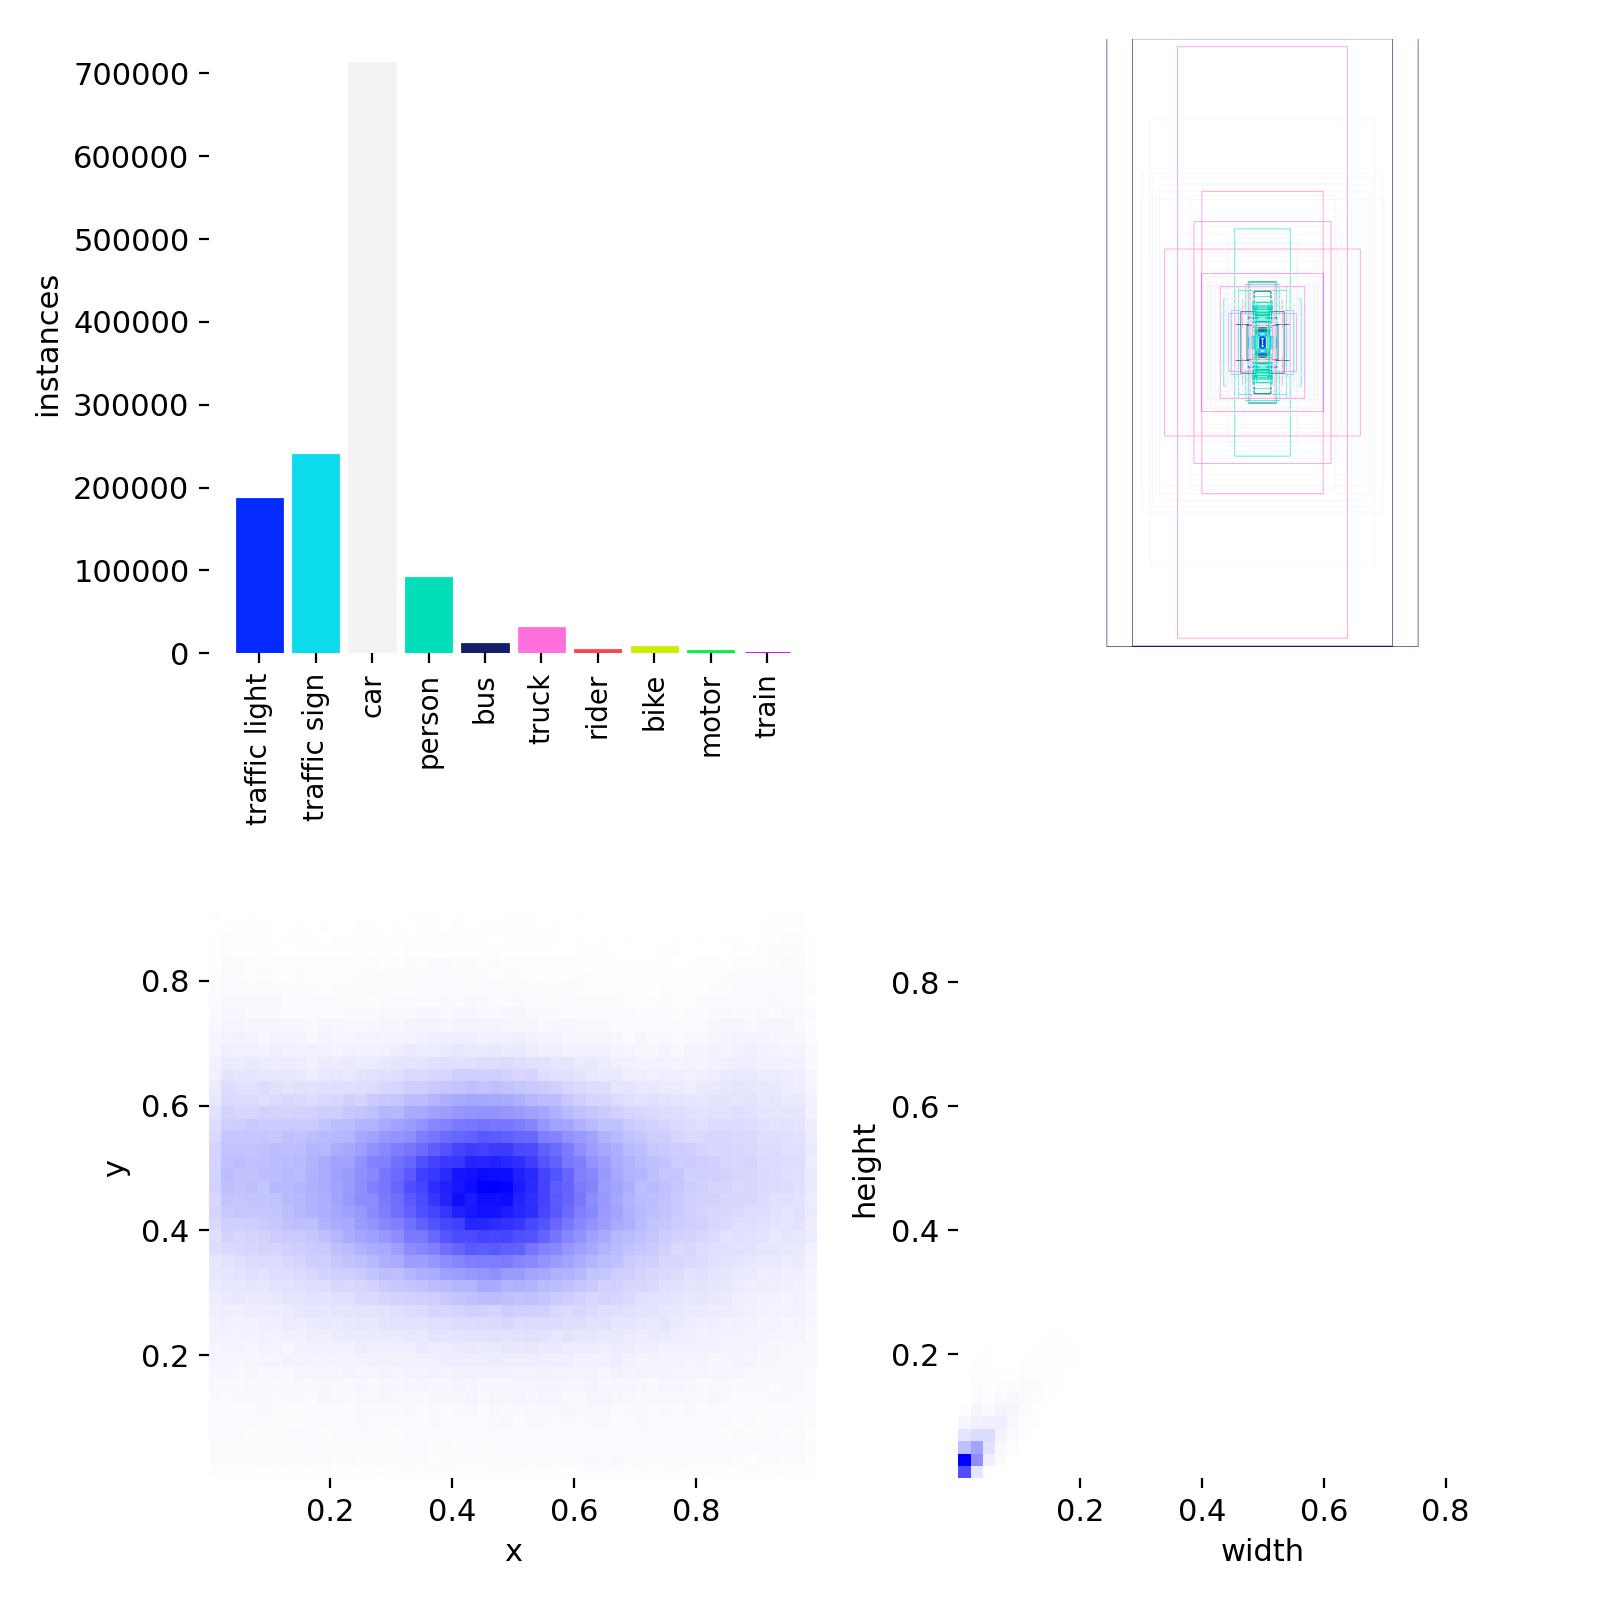 700000
600000
500000
400000
300000
200000
100000
0
instances
traffic light
traffic sign
car
person
bus
truck
rider
bike
motor
train
0.8
0.6
0.4
0.2
y
0.2 0.4 0.6 0.8
x
0.8
0.6
0.4
0.2
height
0.2 0.4 0.6 0.8
width